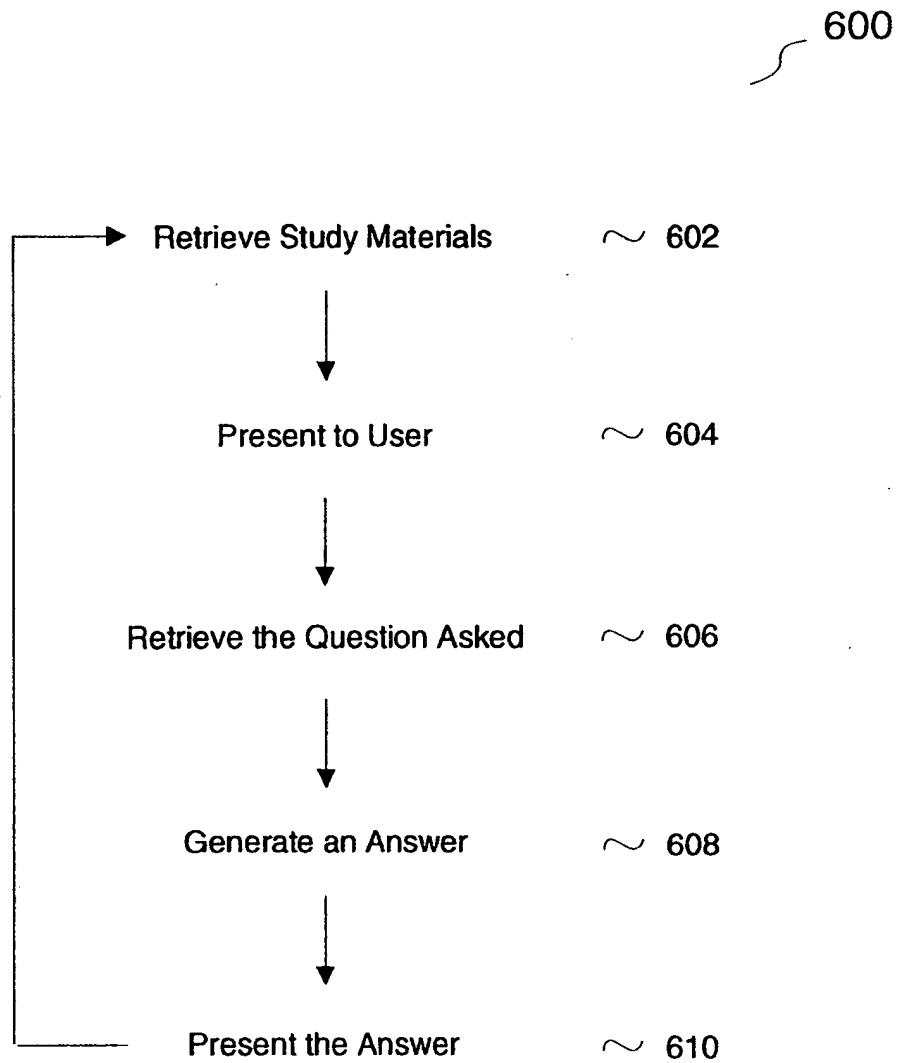 600
Retrieve Study Materials 602
Present to User 604
Retrieve the Question Asked 606
Generate an Answer 608
Present the Answer 610